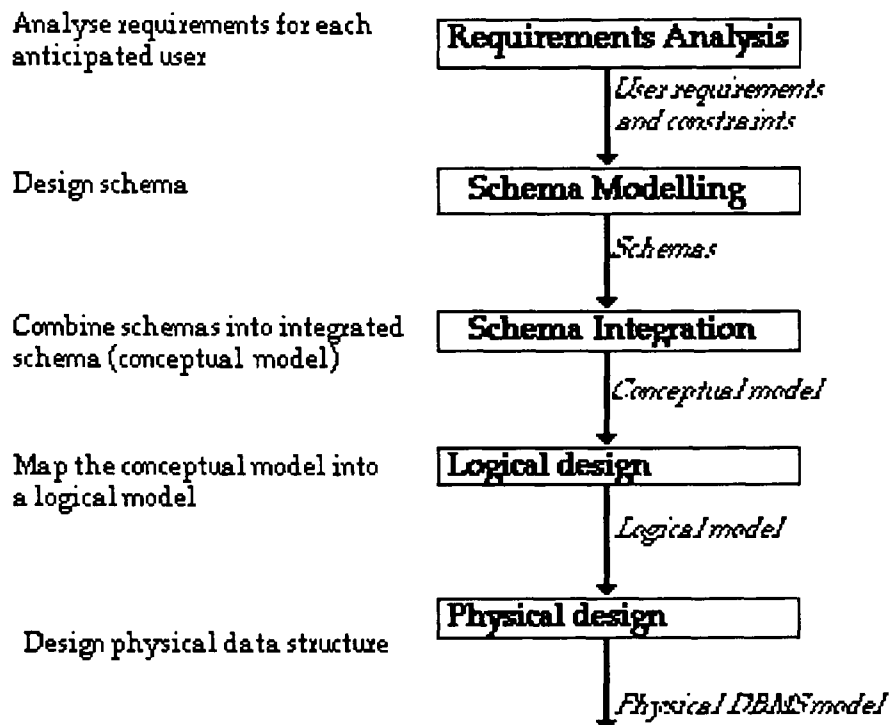 Analyse requirements for each
anticipated user
Requirements Analysis
User requirements
and constraints
Design schema
Schema Modelling
Schemas
Combine schemas into integrated
schema (conceptual model)
Schema Integration
Conceptual model
Map the conceptual model into
a logical model
Logical design
Logical model
Physical design
Design physical data structure
Physical DBMS model